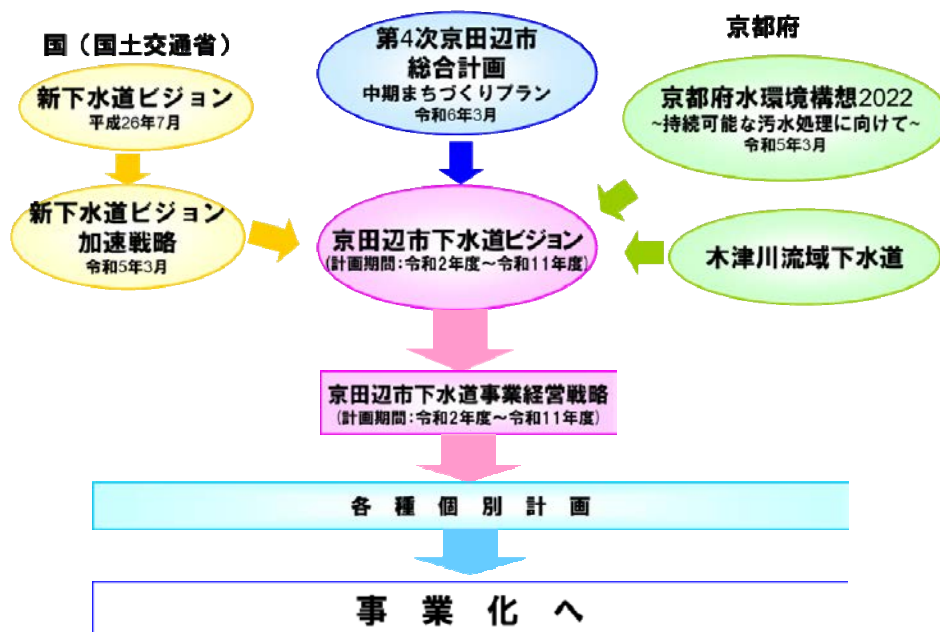 国（国土交通省）
新下水道ビジョン
平成26年7月
新下水道ビジョン
加速戦略
令和5年3月
第4次京田辺市
総合計画
中期まちづくりプラン
令和6年3月
京都府
京都府水環境構想2022
~持続可能な汚水処理に向けて~
令和5年3月
木津川流域下水道
京田辺市下水道ビジョン
(計画期間:令和2年度～令和11年度)
京田辺市下水道事業経営戦略
(計画期間:令和2年度～令和11年度)
各種個別計画
事業化へ